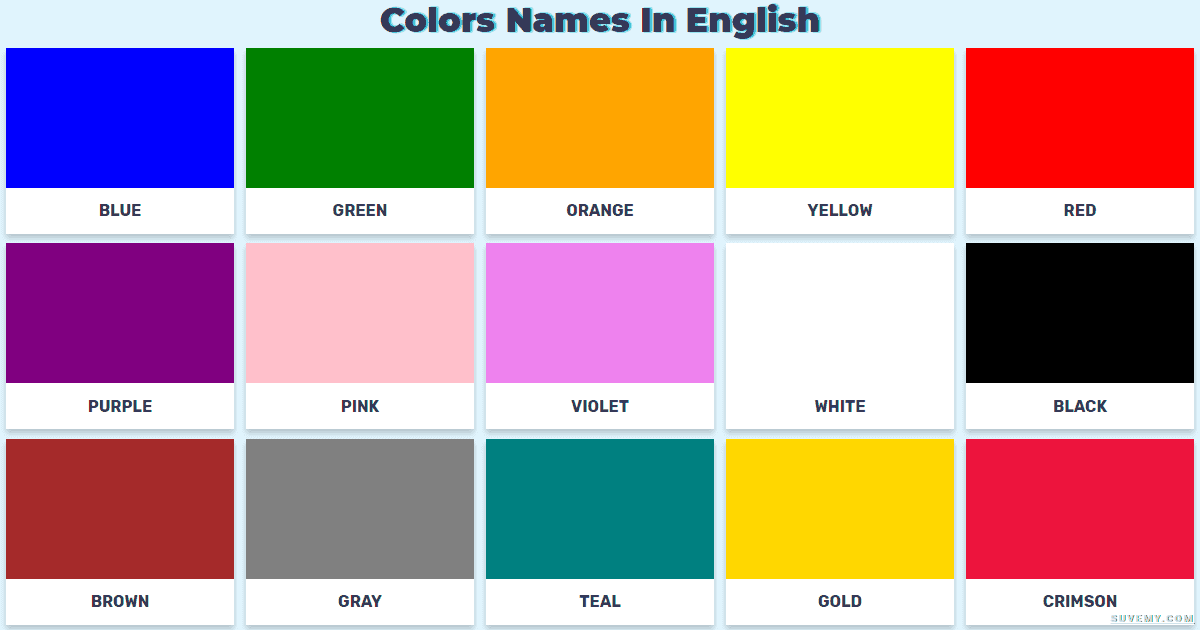 Colors Names In English
BLUE
GREEN
ORANGE
YELLOW
RED
PURPLE
PINK
VIOLET
WHITE
BLACK
BROWN
GRAY
TEAL
GOLD
CRIMSON
SUVEMY.COM